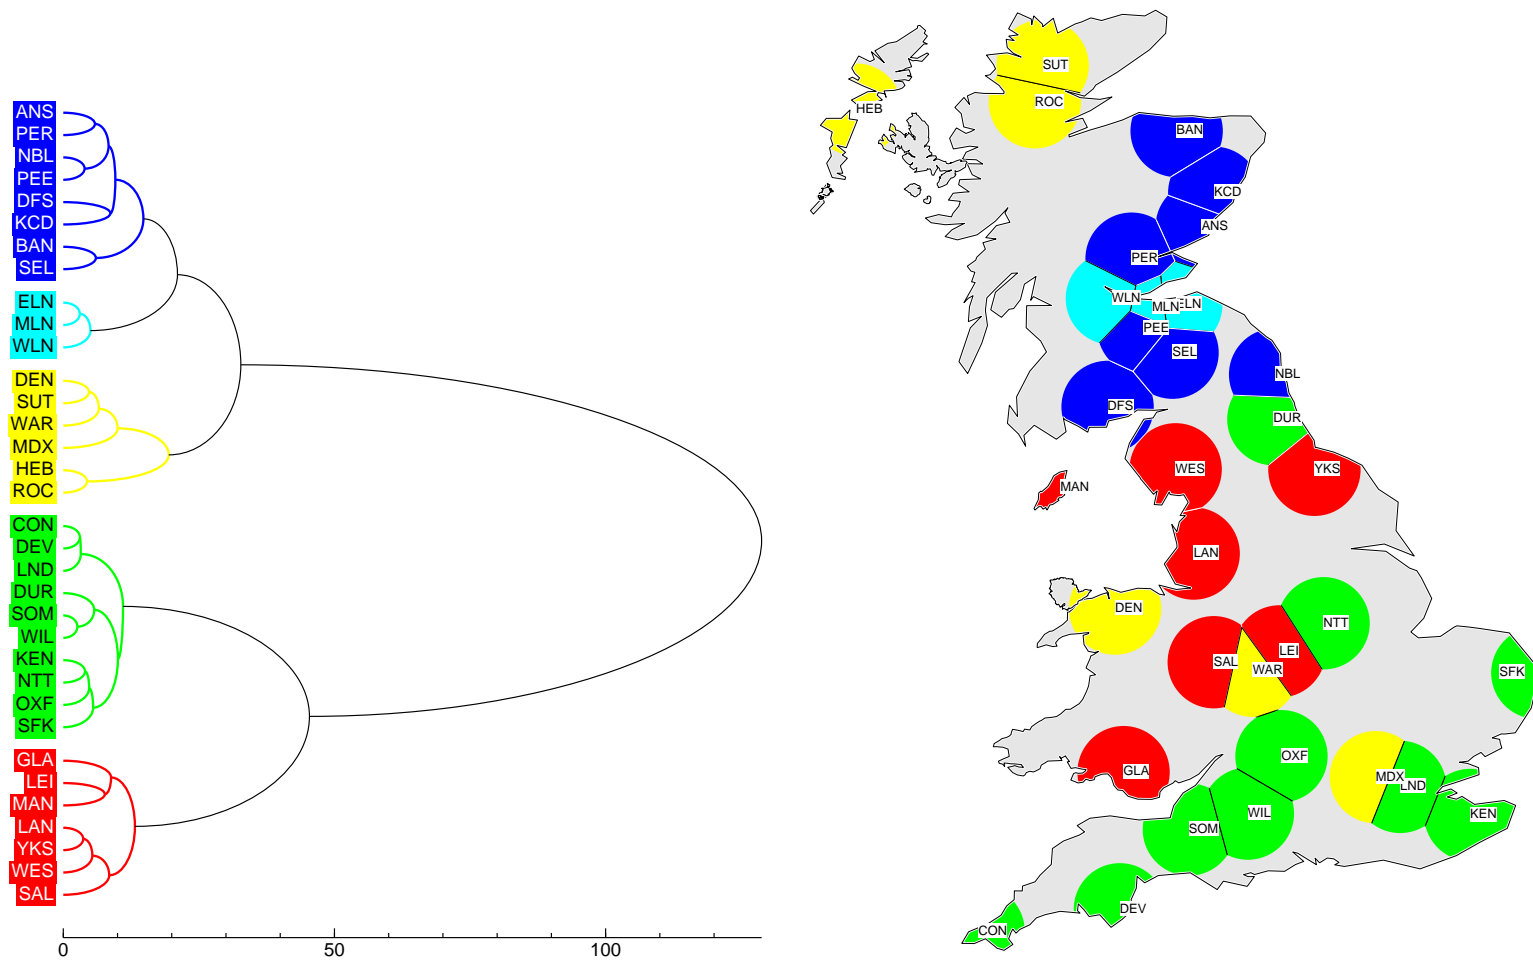 ANS
PER
NBL
PEE
DFS
KCD
BAN
SEL
ELN
MLN
WLN
DEN
SUT
WAR
MDX
HEB
ROC
CON
DEV
LND
DUR
SOM
WIL
KEN
NTT
OXF
SFK
GLA
LEI
MAN
LAN
YKS
WES
SAL
0 50 100
SUT
ROC
HEB
BAN
KCD
ANS
PER
WLN
MLN ELN
PEE
SEL
NBL
DFS
DUR
WES
YKS
MAN
LAN
DEN
NTT
SAL
LEI
WAR
SFK
OXF
GLA
MDX
LND
WIL
KEN
SOM
DEV
CON